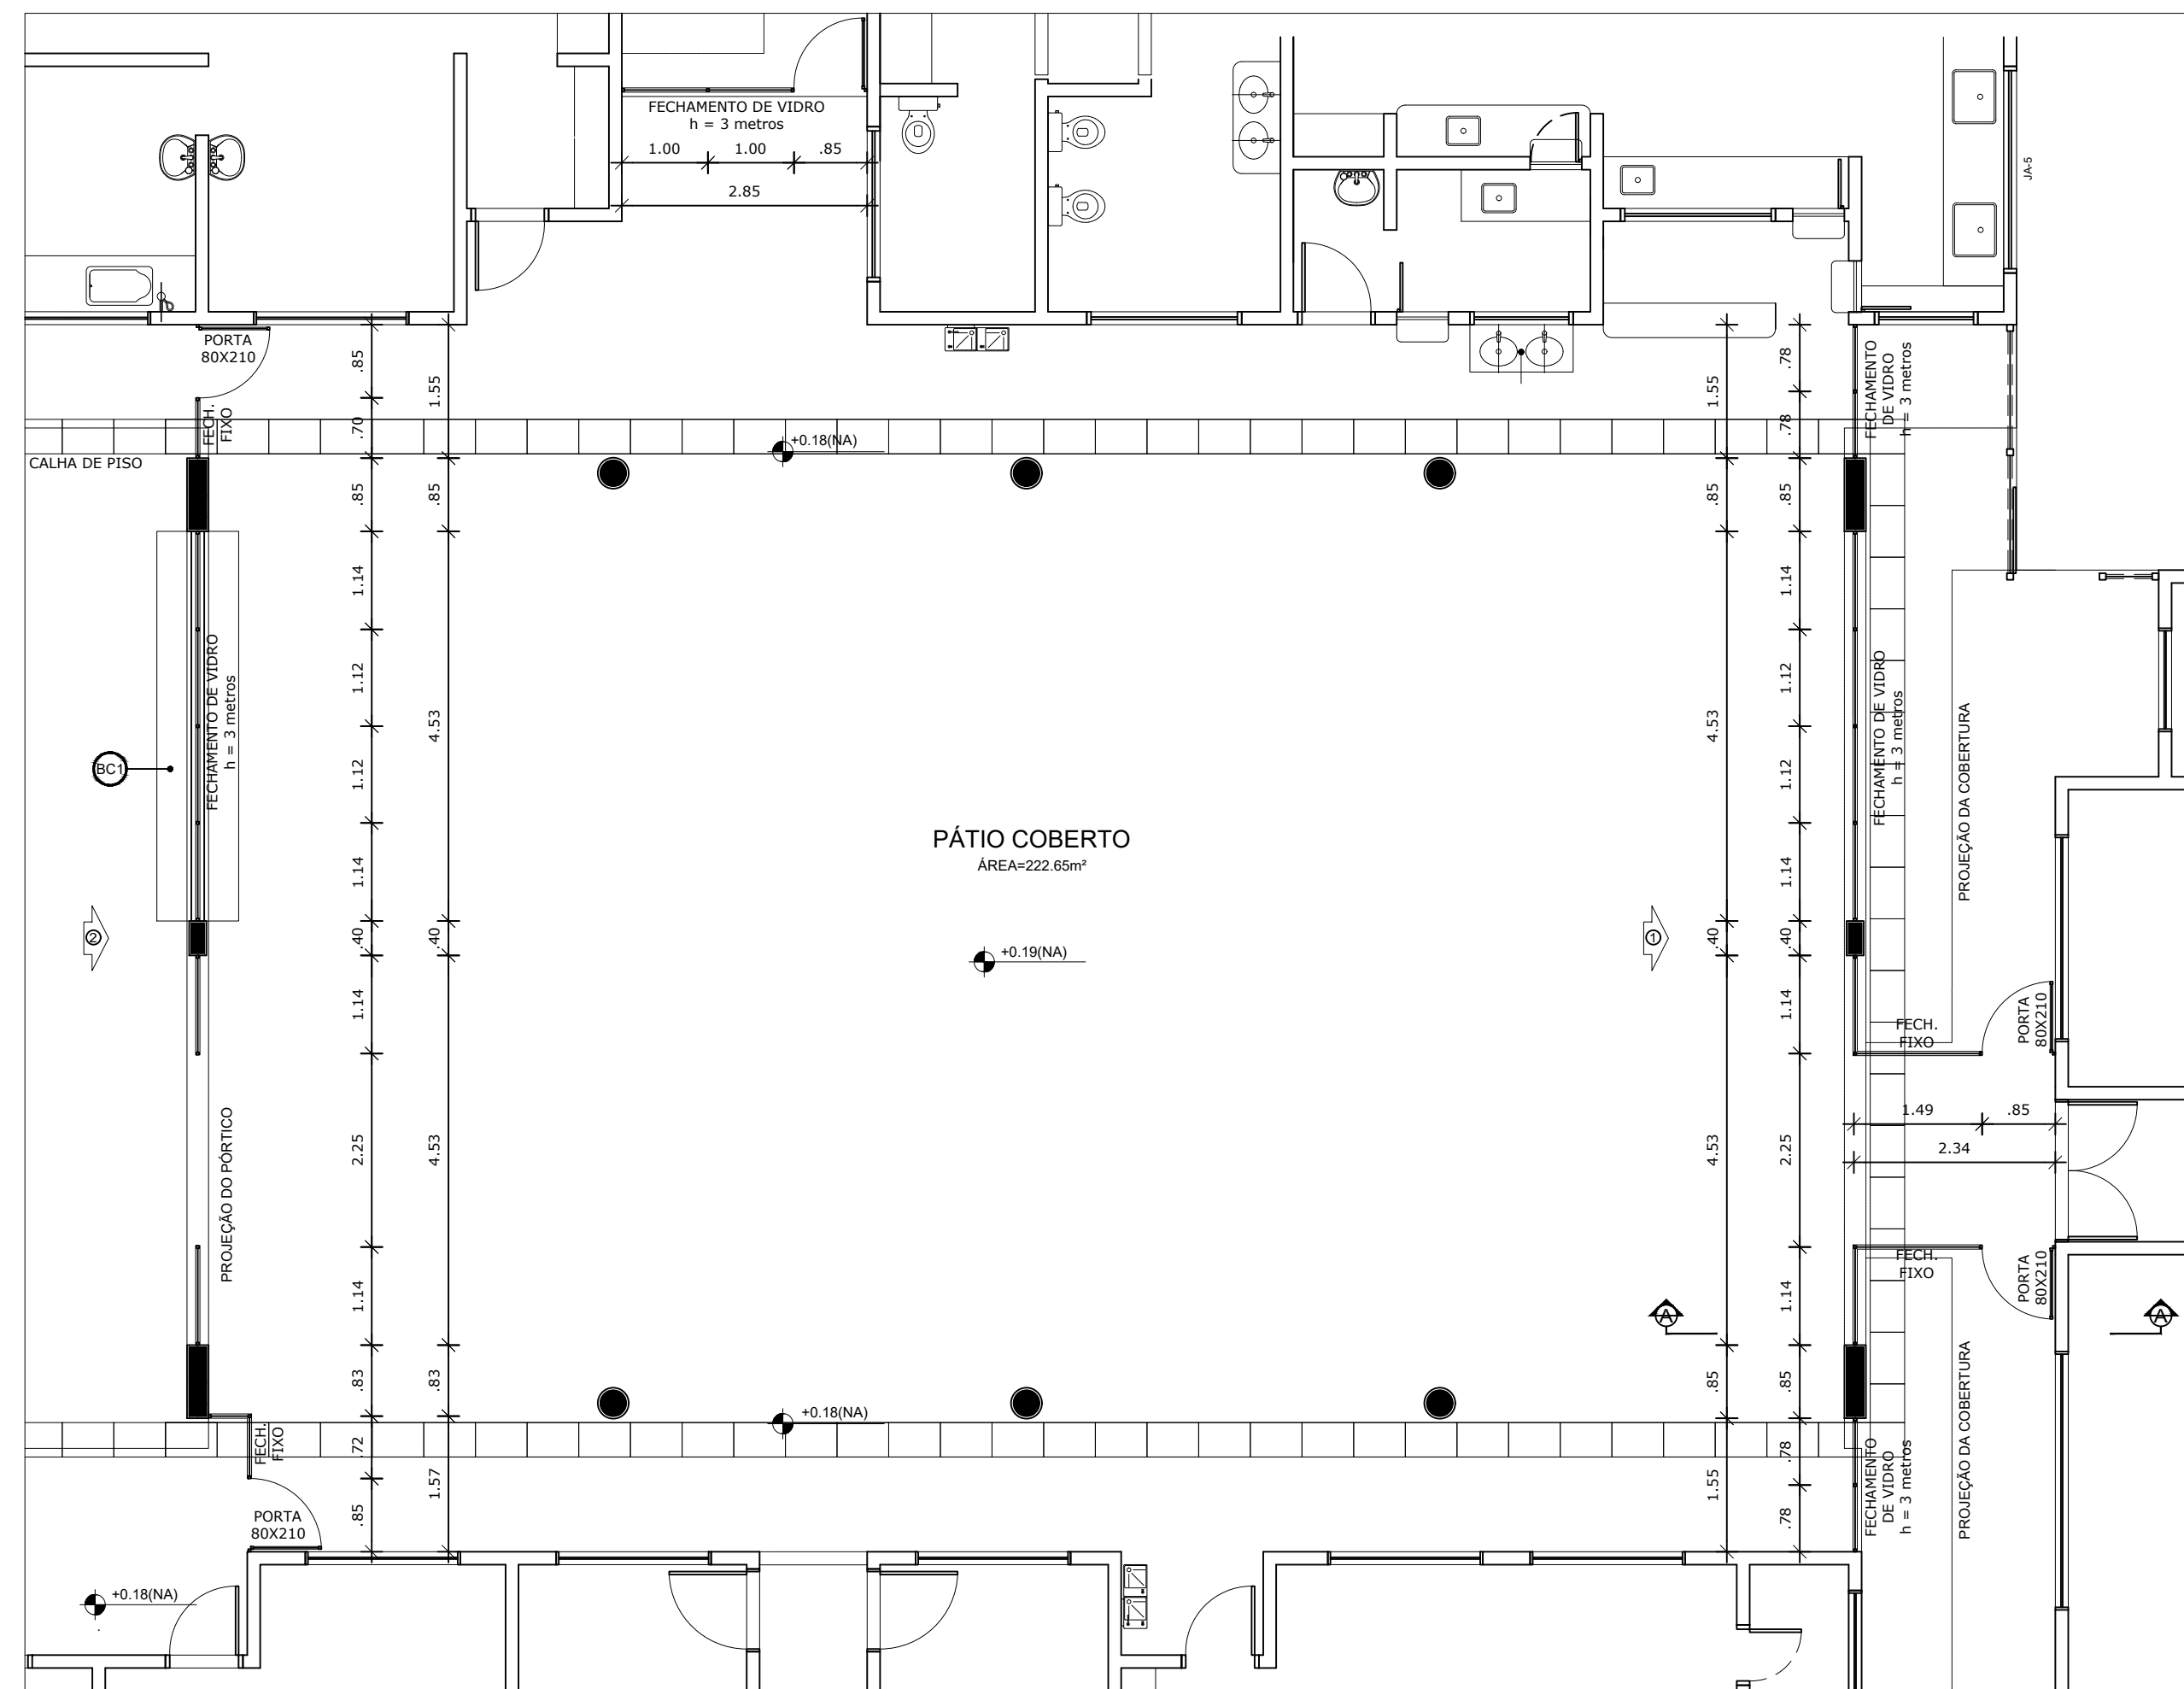 FECHAMENTO DE VIDRO
h = 3 metros
1.00
1.00
.85
2.85
JA-5
PORTA
80X210
FECH.
FIXO
CALHA DE PISO
.85
.70
.85
1.14
1.12
1.12
1.14
.40
1.14
2.25
1.14
.83
.72
.85
1.55
.85
4.53
.40
4.53
.83
1.57
+0.18(NA)
FECHAMENTO DE VIDRO
h = 3 metros
BC1
2
PROJEÇÃO DO PÓRTICO
PÁTIO COBERTO
ÁREA=222.65m²
+0.19(NA)
1
1.55
.85
4.53
.40
4.53
.85
1.55
.78
.78
.85
1.14
1.12
1.12
1.14
.40
1.14
2.25
1.14
.85
.78
.78
FECHAMENTO
DE VIDRO
h = 3 metros
FECHAMENTO DE VIDRO
h = 3 metros
PROJEÇÃO DA COBERTURA
FECH.
FIXO
PORTA
80X210
1.49
.85
2.34
FECH.
FIXO
PORTA
80X210
A
A
PROJEÇÃO DA COBERTURA
FECHAMENTO
DE VIDRO
h = 3 metros
+0.18(NA)
FECH.
FIXO
PORTA
80X210
+0.18(NA)